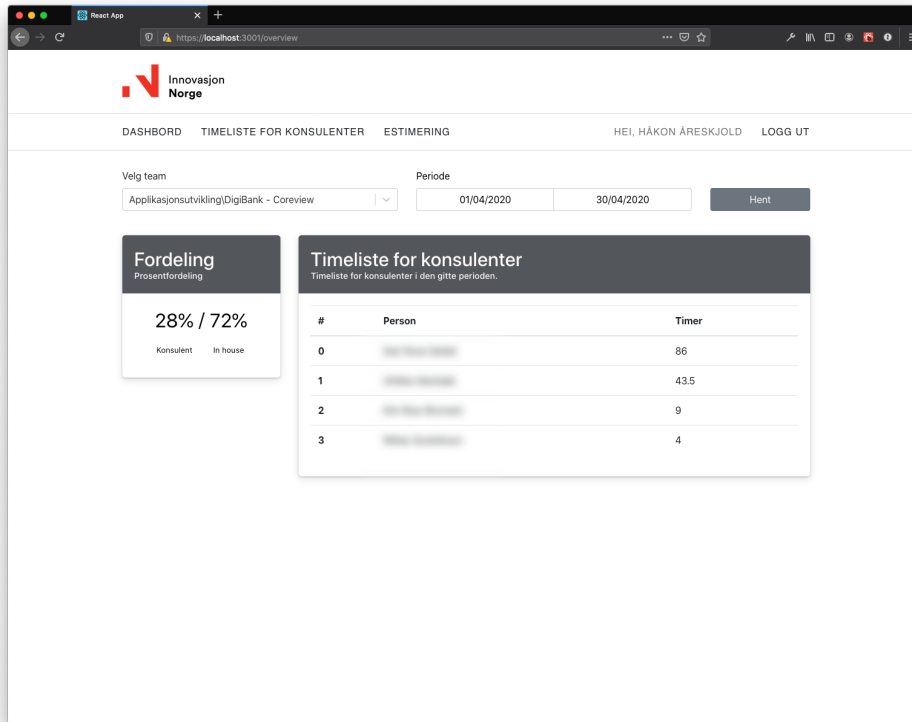 React App
https://localhost:3001/overview
Innovasjon
Norge
DASHBORD TIMELISTE FOR KONSULENTER ESTIMERING HEI, HÅKON ÅRESKJOLD LOGG UT
Velg team Periode
Applikasjonsutvikling\DigiBank - Coreview 01/04/2020 30/04/2020 Hent
Fordeling
Prosentfordeling
28% / 72%
Konsulent In house
Timeliste for konsulenter
Timeliste for konsulenter i den gitte perioden.
# Person Timer
0 86
1 43.5
2 9
3 4